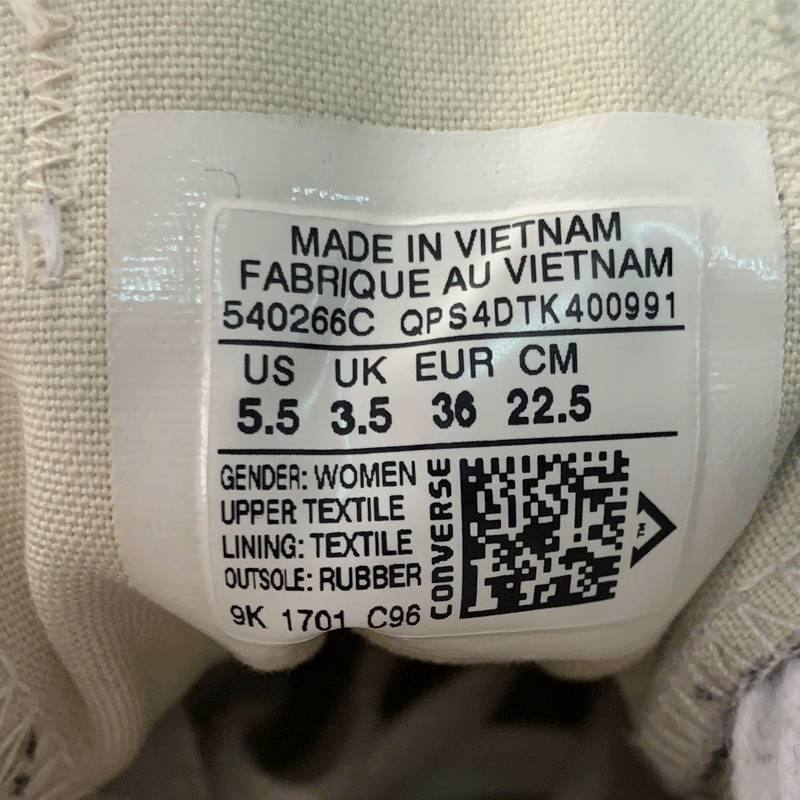 MADE IN VIETNAM
FABRIQUE AU VIETNAM
540266C QPS4DTK400991
US UK EUR CM
5.5 3.5 36 22.5
GENDER: WOMEN
UPPER TEXTILE
LINING: TEXTILE
OUTSOLE: RUBBER
9K 1701 C96
CONVERSE
TM